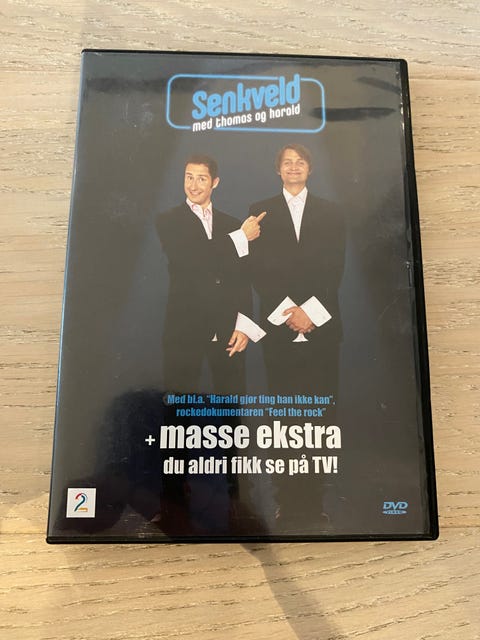 Senkveld
med thomas og harald
Med bl.a. "Harald gjør ting han ikke kan",
rockedokumentaren "Feel the rock"
+ masse ekstra
du aldri fikk se på TV!
2
DVD
VIDEO